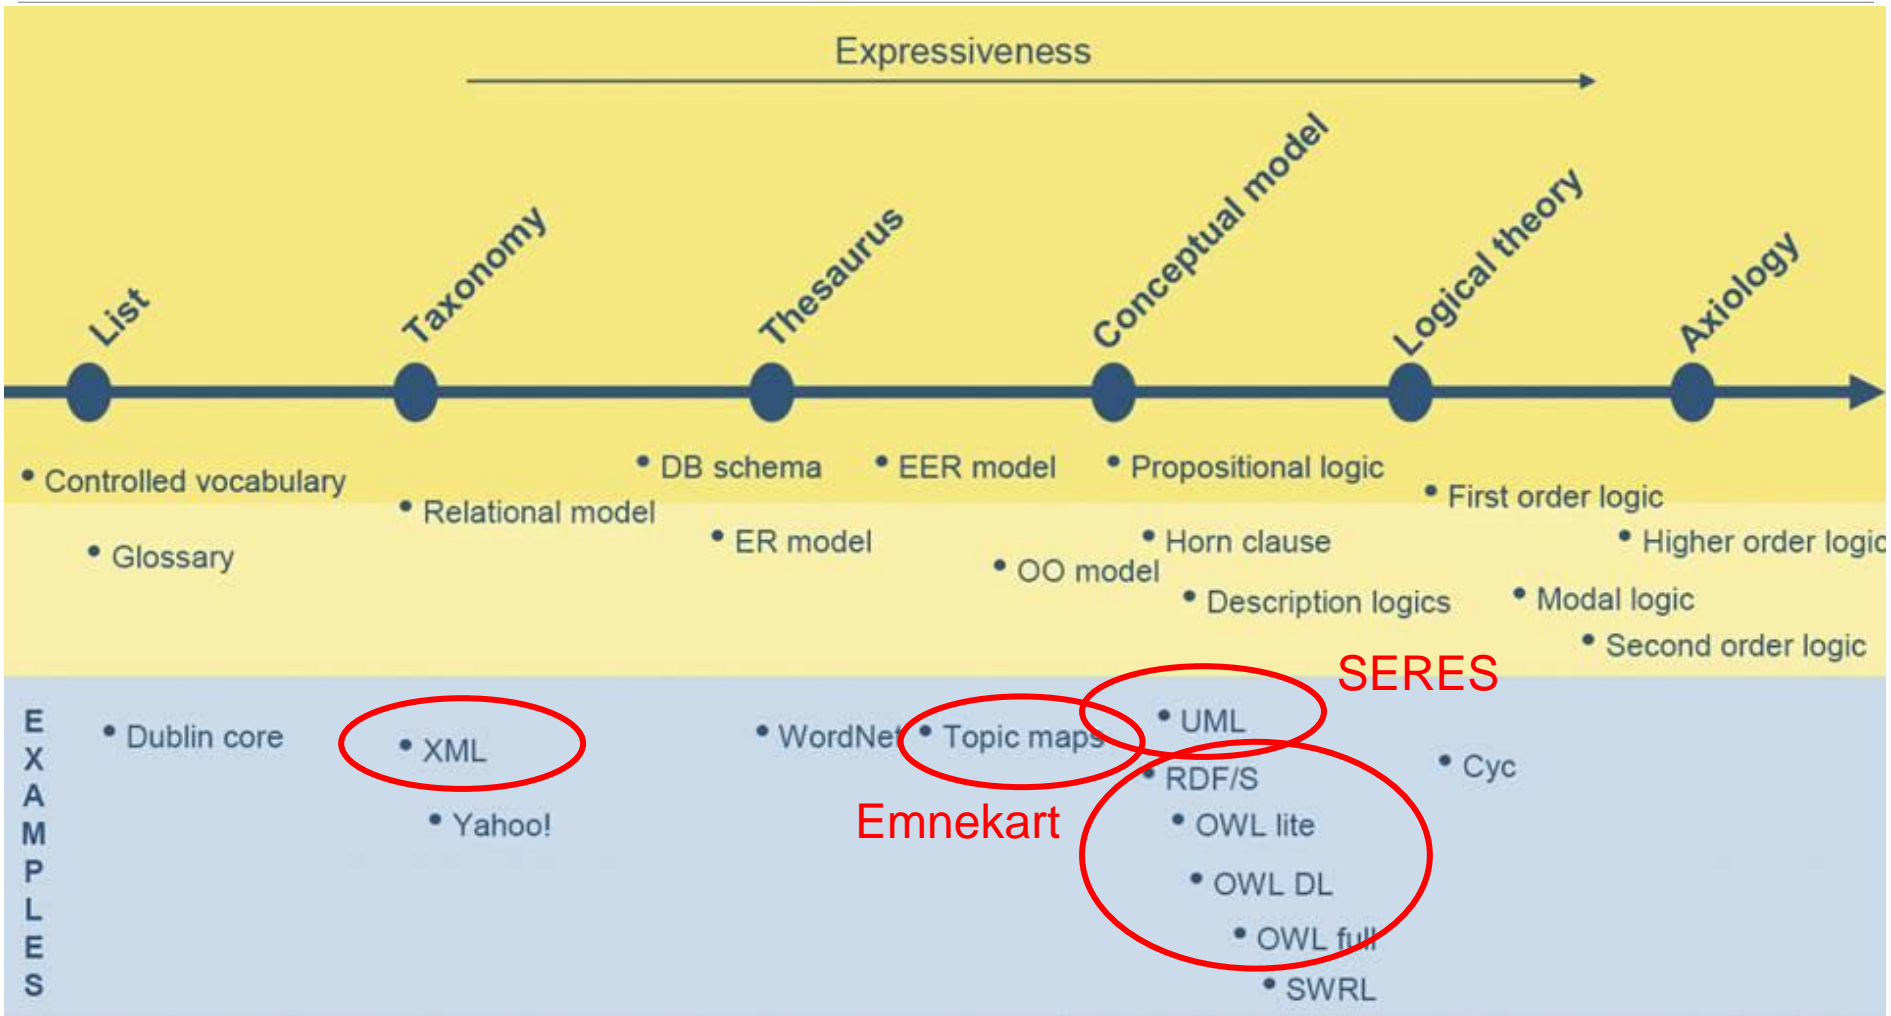 Expressiveness
List
Taxonomy
Thesaurus
Conceptual model
Logical theory
Axiology
• Controlled vocabulary
• Glossary
• Relational model
• DB schema
• ER model
• EER model
• OO model
• Propositional logic
• Horn clause
• Description logics
• First order logic
• Higher order logic
• Modal logic
• Second order logic
EXAMPLES
• Dublin core
• XML
• Yahoo!
• WordNet
• Topic maps
Emnekart
SERES
• UML
• RDF/S
• OWL lite
• OWL DL
• OWL full
• SWRL
• Cyc